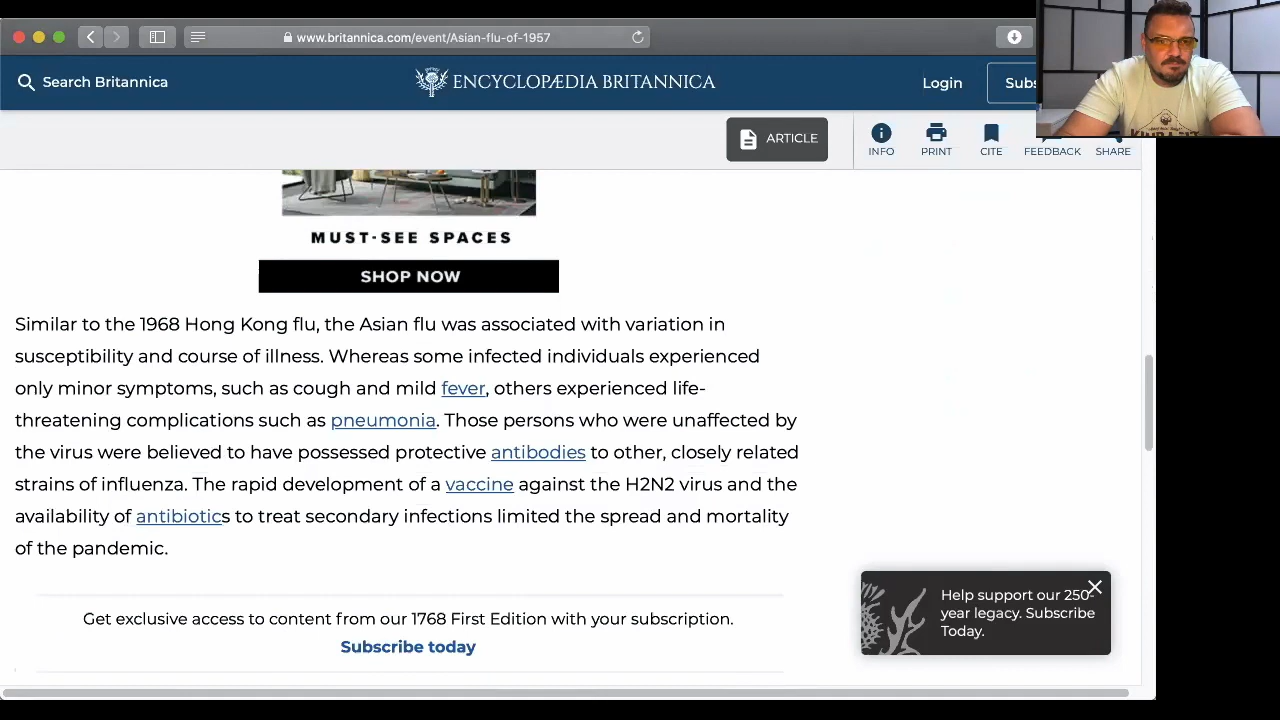 www.britannica.com/event/Asian-flu-of-1957
Search Britannica
ENCYCLOPÆDIA BRITANNICA
Login
Subs
ARTICLE
INFO
PRINT
CITE
FEEDBACK
SHARE
MUST-SEE SPACES
SHOP NOW
Similar to the 1968 Hong Kong flu, the Asian flu was associated with variation in
susceptibility and course of illness. Whereas some infected individuals experienced
only minor symptoms, such as cough and mild fever, others experienced life-
threatening complications such as pneumonia. Those persons who were unaffected by
the virus were believed to have possessed protective antibodies to other, closely related
strains of influenza. The rapid development of a vaccine against the H2N2 virus and the
availability of antibiotics to treat secondary infections limited the spread and mortality
of the pandemic.
Help support our 250-
year legacy. Subscribe
Today.
Get exclusive access to content from our 1768 First Edition with your subscription.
Subscribe today